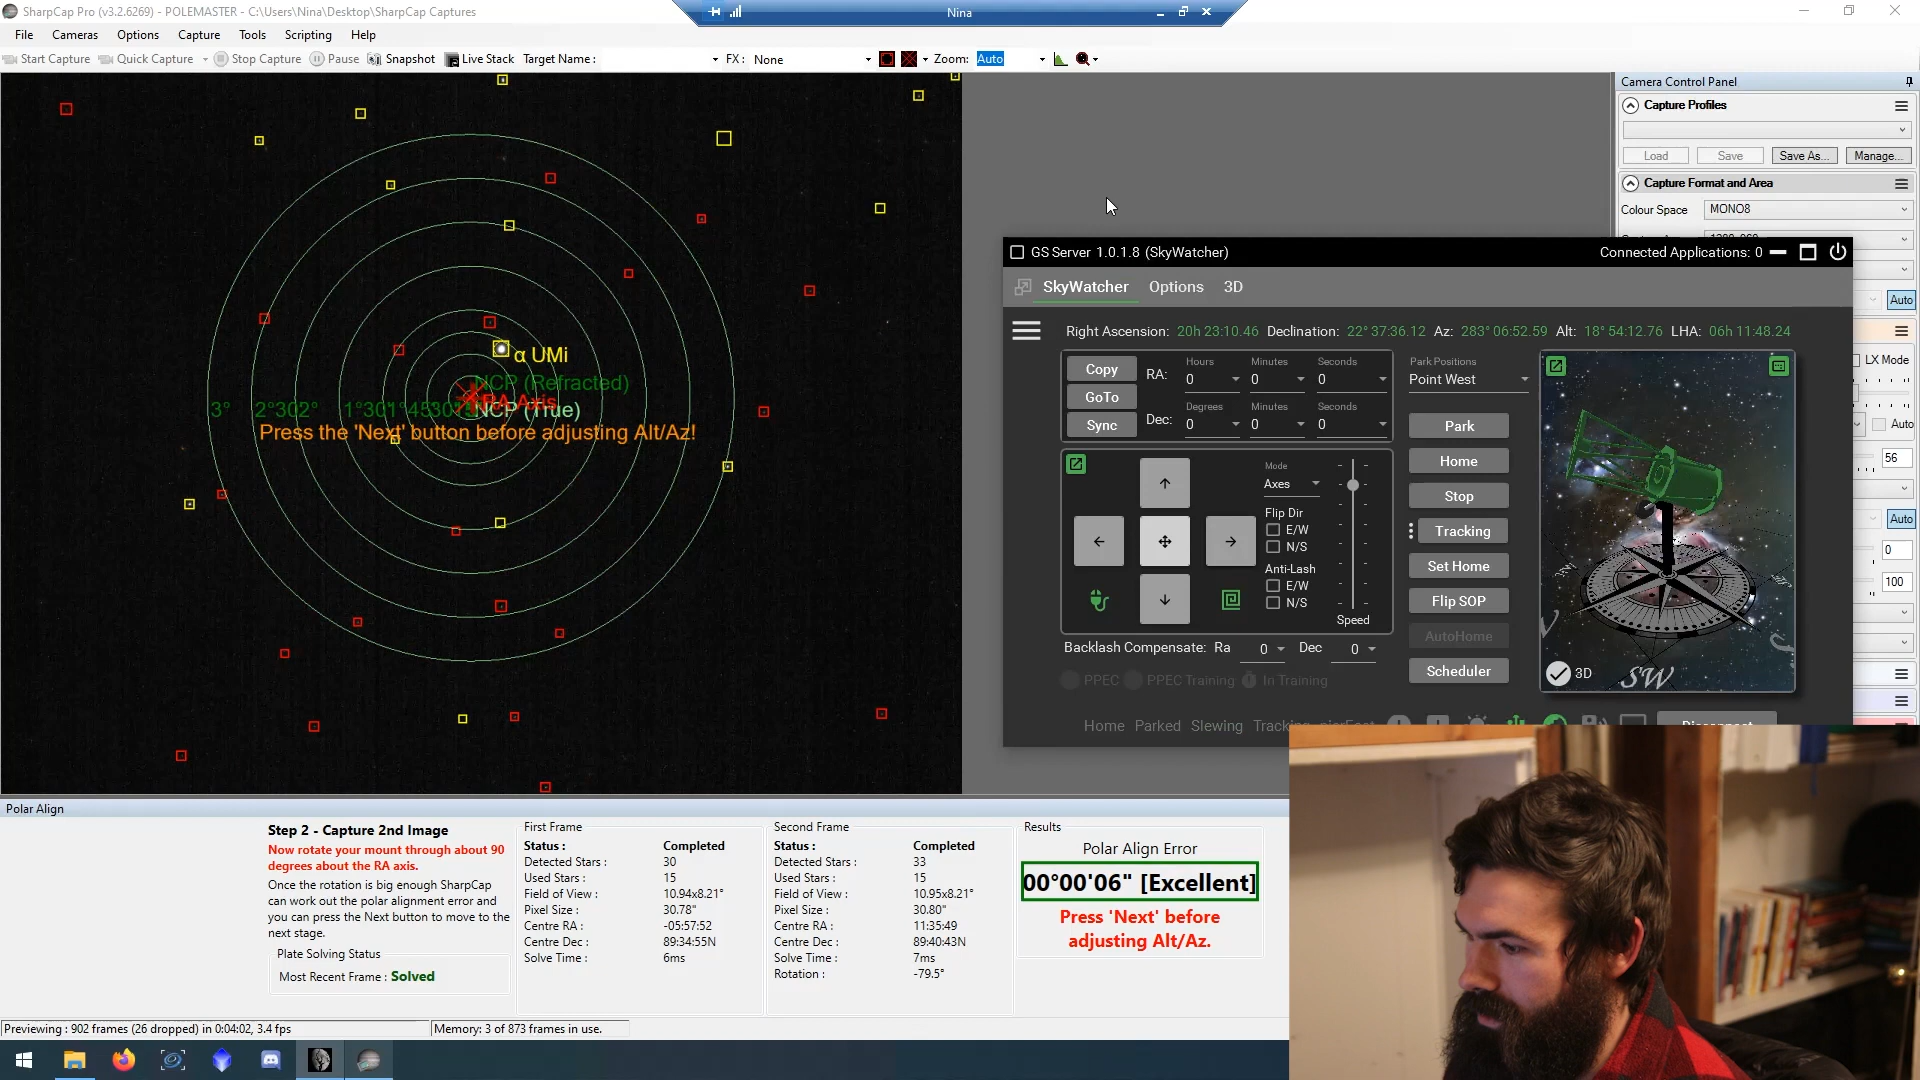 SharpCap Pro (v3.2.6269) - POLEMASTER - C:\Users\Nina\Desktop\SharpCap Captures
Nina
File Cameras Options Capture Tools Scripting Help
Start Capture Quick Capture Stop Capture Pause Snapshot Live Stack Target Name : FX : None Zoom: Auto
Camera Control Panel
Capture Profiles
Load Save Save As... Manage...
Capture Format and Area
Colour Space MONO8
Auto
LX Mode
Auto
56
Auto
0
100
α UMi
NCP (Refracted)
RA Axis
NCP (True)
3° 2°30 2° 1°30 1° 45 30 15
Press the 'Next' button before adjusting Alt/Az!
GS Server 1.0.1.8 (SkyWatcher)
Connected Applications: 0
SkyWatcher Options 3D
Right Ascension: 20h 23:10.46 Declination: 22° 37:36.12 Az: 283° 06:52.59 Alt: 18° 54:12.76 LHA: 06h 11:48.24
Copy
GoTo
Sync
Hours Minutes Seconds
RA: 0 0 0
Degrees Minutes Seconds
Dec: 0 0 0
Park Positions
Point West
Park
Home
Stop
Tracking
Set Home
Flip SOP
AutoHome
Scheduler
Mode
Axes
Flip Dir
E/W
N/S
Anti-Lash
E/W
N/S
Speed
Backlash Compensate: Ra 0 Dec 0
PPEC PPEC Training In Training
3D
SW
Home Parked Slewing Tracking
Disconnect
Polar Align
Step 2 - Capture 2nd Image
Now rotate your mount through about 90
degrees about the RA axis.
Once the rotation is big enough SharpCap
can work out the polar alignment error and
you can press the Next button to move to the
next stage.
Plate Solving Status
Most Recent Frame : Solved
First Frame
Status : Completed
Detected Stars : 30
Used Stars : 15
Field of View : 10.94x8.21°
Pixel Size : 30.78"
Centre RA : -05:57:52
Centre Dec : 89:34:55N
Solve Time : 6ms
Second Frame
Status : Completed
Detected Stars : 33
Used Stars : 15
Field of View : 10.95x8.21°
Pixel Size : 30.80"
Centre RA : 11:35:49
Centre Dec : 89:40:43N
Solve Time : 7ms
Rotation : -79.5°
Results
Polar Align Error
00°00'06" [Excellent]
Press 'Next' before
adjusting Alt/Az.
Previewing : 902 frames (26 dropped) in 0:04:02, 3.4 fps
Memory: 3 of 873 frames in use.